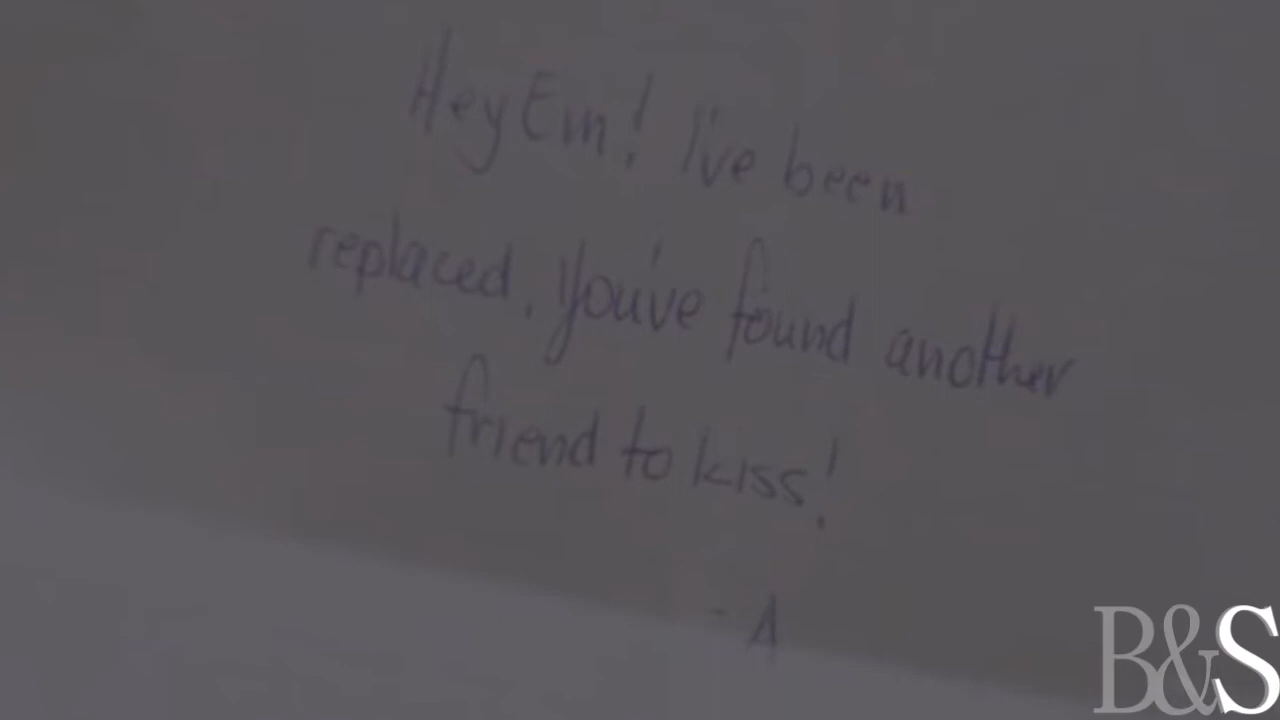 Hey Em! I've been
replaced, you've found another
friend to kiss!
- A
B&S